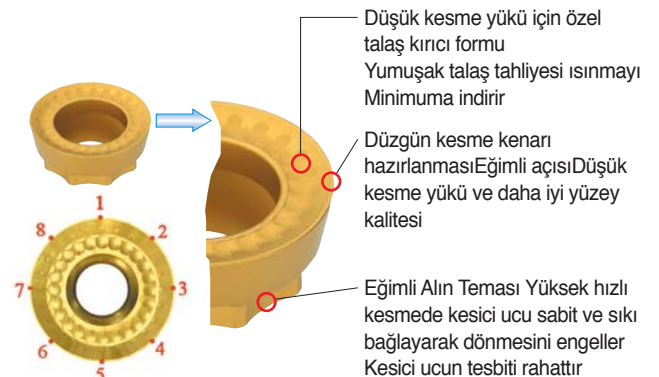 Düşük kesme yükü için özel
talaş kırıcı formu
Yumuşak talaş tahliyesi ısınmayı
Minimuma indirir
Düzgün kesme kenarı
hazırlanmasıEğimli açısıDüşük
kesme yükü ve daha iyi yüzey
kalitesi
Eğimli Alın Teması Yüksek hızlı
kesmede kesici ucu sabit ve sıkı
bağlayarak dönmesini engeller
Kesici ucun tesbiti rahattır
1
2
3
4
5
6
7
8